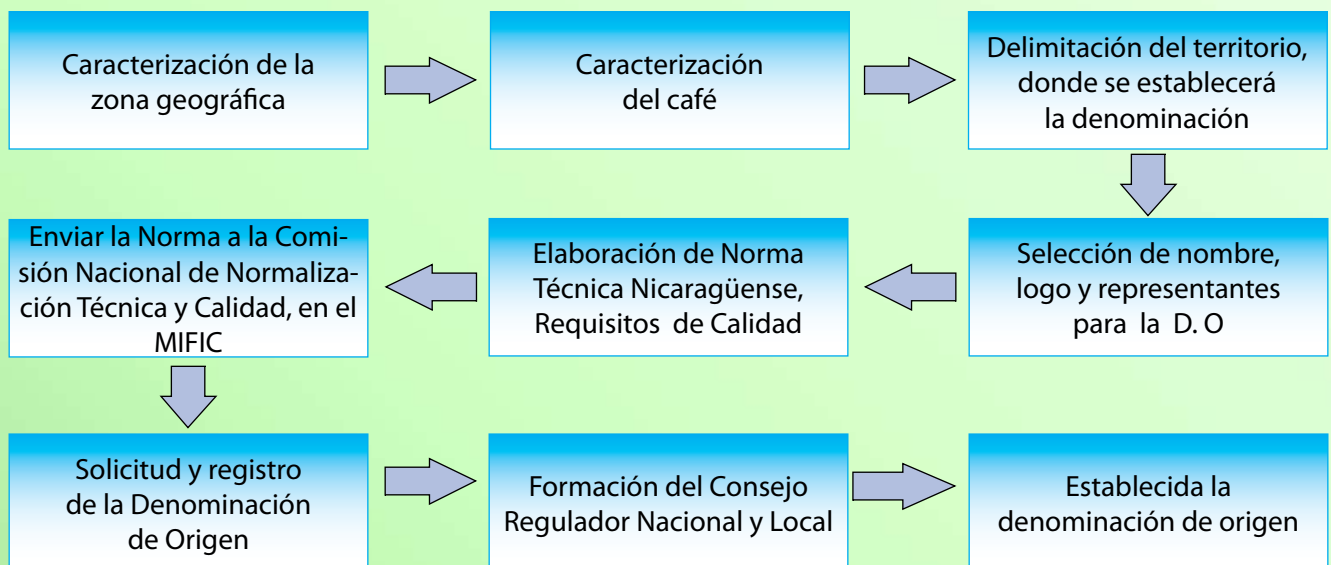 Caracterización de la
zona geográfica
Caracterización
del café
Delimitación del territorio,
donde se establecerá
la denominación
Selección de nombre,
logo y representantes
para la D. O
Elaboración de Norma
Técnica Nicaragüense,
Requisitos de Calidad
Enviar la Norma a la Comi-
sión Nacional de Normaliza-
ción Técnica y Calidad, en el
MIFIC
Solicitud y registro
de la Denominación
de Origen
Formación del Consejo
Regulador Nacional y Local
Establecida la
denominación de origen